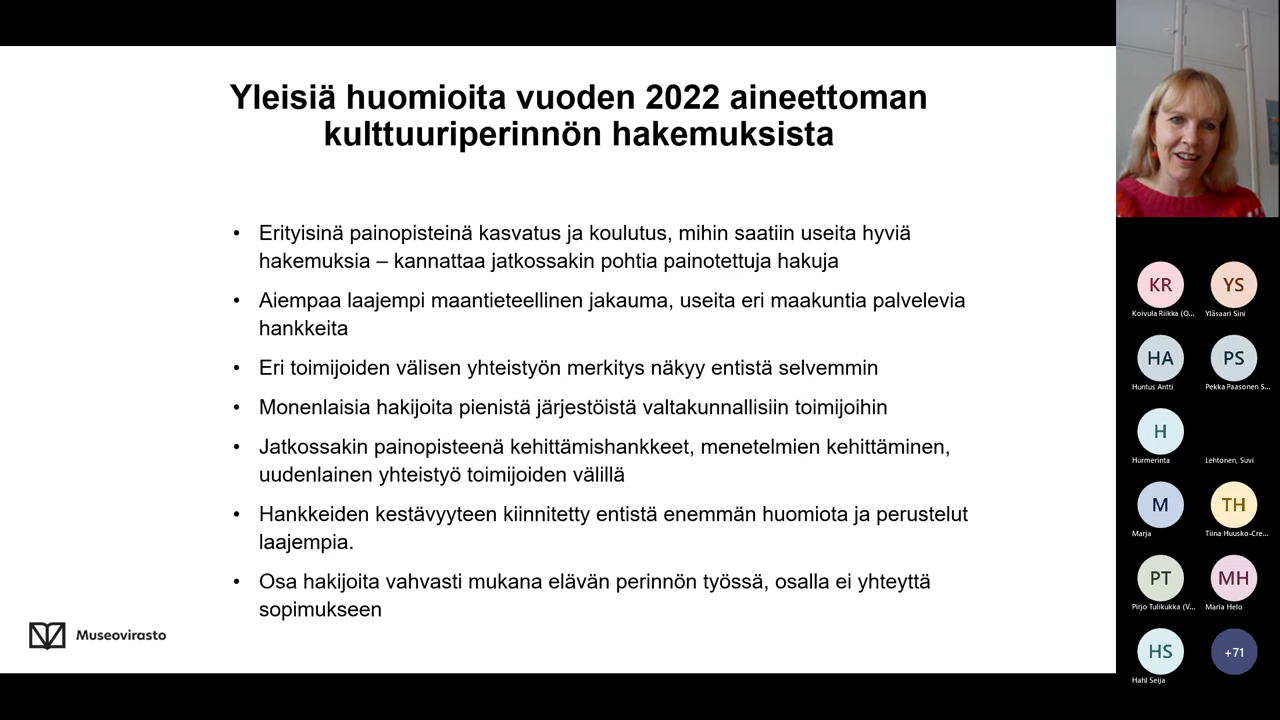 Yleisiä huomioita vuoden 2022 aineettoman
kulttuuriperinnön hakemuksista
• Erityisinä painopisteinä kasvatus ja koulutus, mihin saatiin useita hyviä
hakemuksia – kannattaa jatkossakin pohtia painotettuja hakuja
• Aiempaa laajempi maantieteellinen jakauma, useita eri maakuntia palvelevia
hankkeita
• Eri toimijoiden välisen yhteistyön merkitys näkyy entistä selvemmin
• Monenlaisia hakijoita pienistä järjestöistä valtakunnallisiin toimijoihin
• Jatkossakin painopisteenä kehittämishankkeet, menetelmien kehittäminen,
uudenlainen yhteistyö toimijoiden välillä
• Hankkeiden kestävyyteen kiinnitetty entistä enemmän huomiota ja perustelut
laajempia.
• Osa hakijoita vahvasti mukana elävän perinnön työssä, osalla ei yhteyttä
sopimukseen
Museovirasto
KR
YS
Koivula Riikka (O...
Yläsaari Sini
HA
PS
Huntus Antti
Pekka Paasonen S...
H
Hurmerinta
Lehtonen, Suvi
M
TH
Marja
Tiina Huusko-Cre...
PT
MH
Pirjo Tulikukka (V...
Maria Helo
HS
+71
Hahl Seija